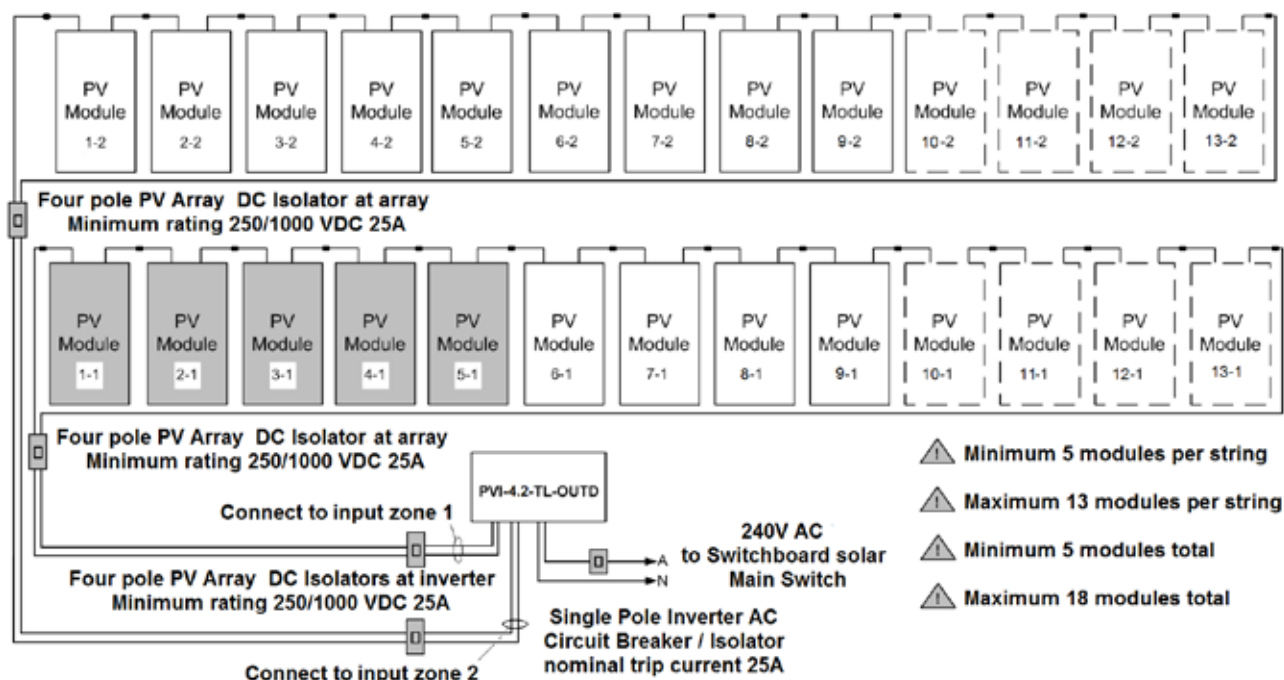 PV Module 1-2
PV Module 2-2
PV Module 3-2
PV Module 4-2
PV Module 5-2
PV Module 6-2
PV Module 7-2
PV Module 8-2
PV Module 9-2
PV Module 10-2
PV Module 11-2
PV Module 12-2
PV Module 13-2
Four pole PV Array DC Isolator at array
Minimum rating 250/1000 VDC 25A
PV Module 1-1
PV Module 2-1
PV Module 3-1
PV Module 4-1
PV Module 5-1
PV Module 6-1
PV Module 7-1
PV Module 8-1
PV Module 9-1
PV Module 10-1
PV Module 11-1
PV Module 12-1
PV Module 13-1
Four pole PV Array DC Isolator at array
Minimum rating 250/1000 VDC 25A
PVI-4.2-TL-OUTD
Connect to input zone 1
Four pole PV Array DC Isolators at inverter
Minimum rating 250/1000 VDC 25A
Connect to input zone 2
A
N
240V AC
to Switchboard solar
Main Switch
Single Pole Inverter AC
Circuit Breaker / Isolator
nominal trip current 25A
! Minimum 5 modules per string
! Maximum 13 modules per string
! Minimum 5 modules total
! Maximum 18 modules total